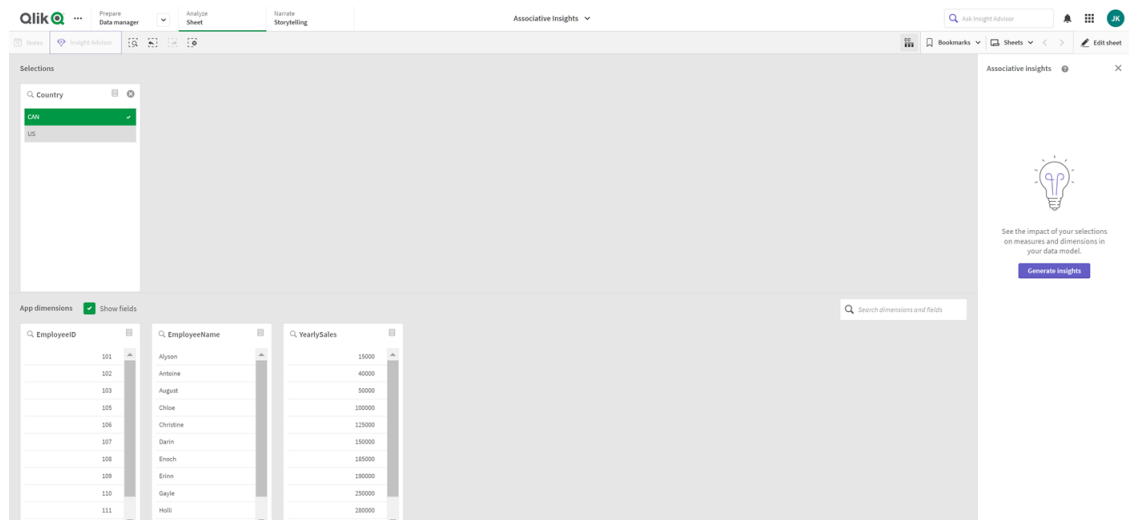 Qlik
Prepare
Data manager
Analyze
Sheet
Narrate
Storytelling
Associative Insights
Ask Insight Advisor
JK
Notes
Insight Advisor
Bookmarks
Sheets
Edit sheet
Selections
Country
CAN
US
Associative insights
See the impact of your selections
on measures and dimensions in
your data model.
Generate insights
App dimensions
Show fields
Search dimensions and fields
EmployeeID
101
102
103
105
106
107
108
109
110
111
EmployeeName
Alyson
Antoine
August
Chloe
Christine
Darin
Enoch
Erinn
Gayle
Holli
YearlySales
15000
40000
50000
100000
125000
150000
185000
190000
250000
280000